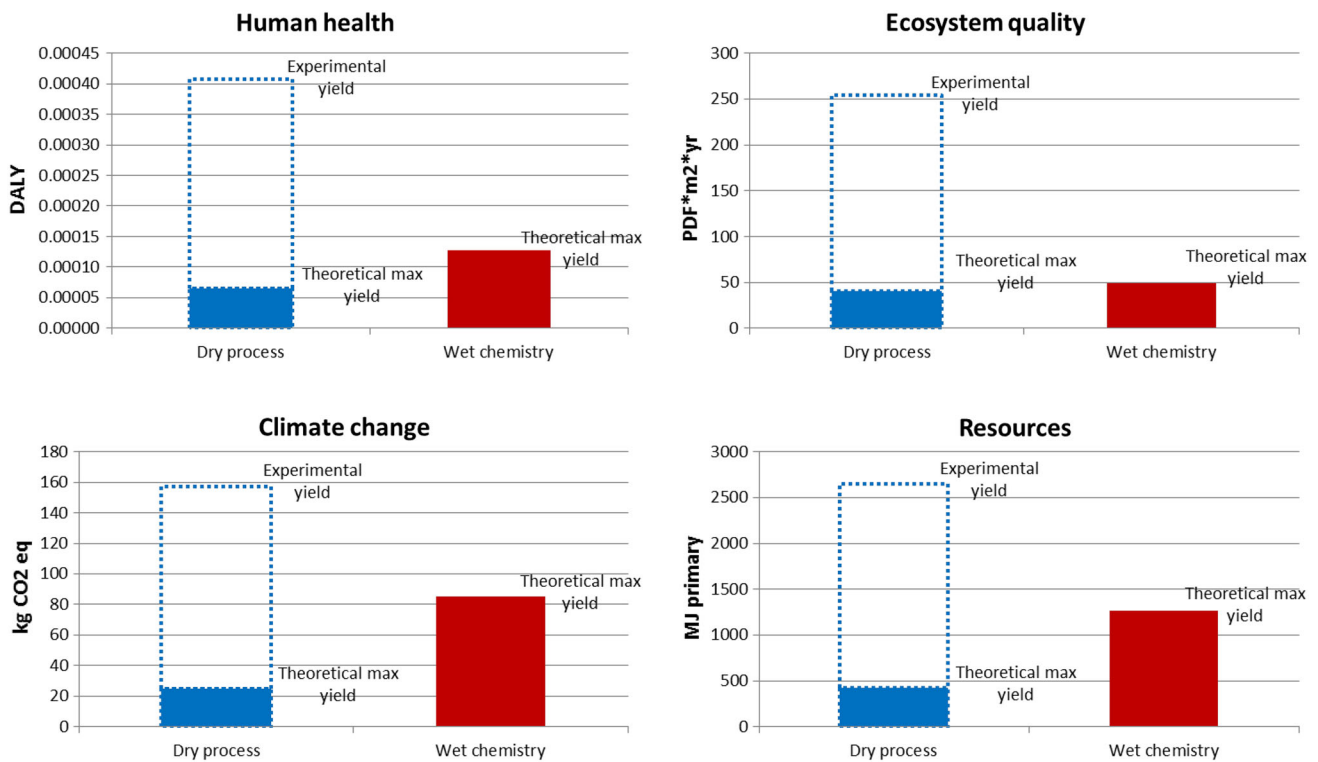 Human health
0.00045
0.00040
0.00035
0.00030
0.00025
0.00020
0.00015
0.00010
0.00005
0.00000
DALY
Experimental
yield
Theoretical max
yield
Theoretical max
yield
Dry process
Wet chemistry
Ecosystem quality
300
250
200
150
100
50
0
PDF*m2*yr
Experimental
yield
Theoretical max
yield
Theoretical max
yield
Dry process
Wet chemistry
Climate change
180
160
140
120
100
80
60
40
20
0
kg CO2 eq
Experimental
yield
Theoretical max
yield
Theoretical max
yield
Dry process
Wet chemistry
Resources
3000
2500
2000
1500
1000
500
0
MJ primary
Experimental
yield
Theoretical max
yield
Theoretical max
yield
Dry process
Wet chemistry